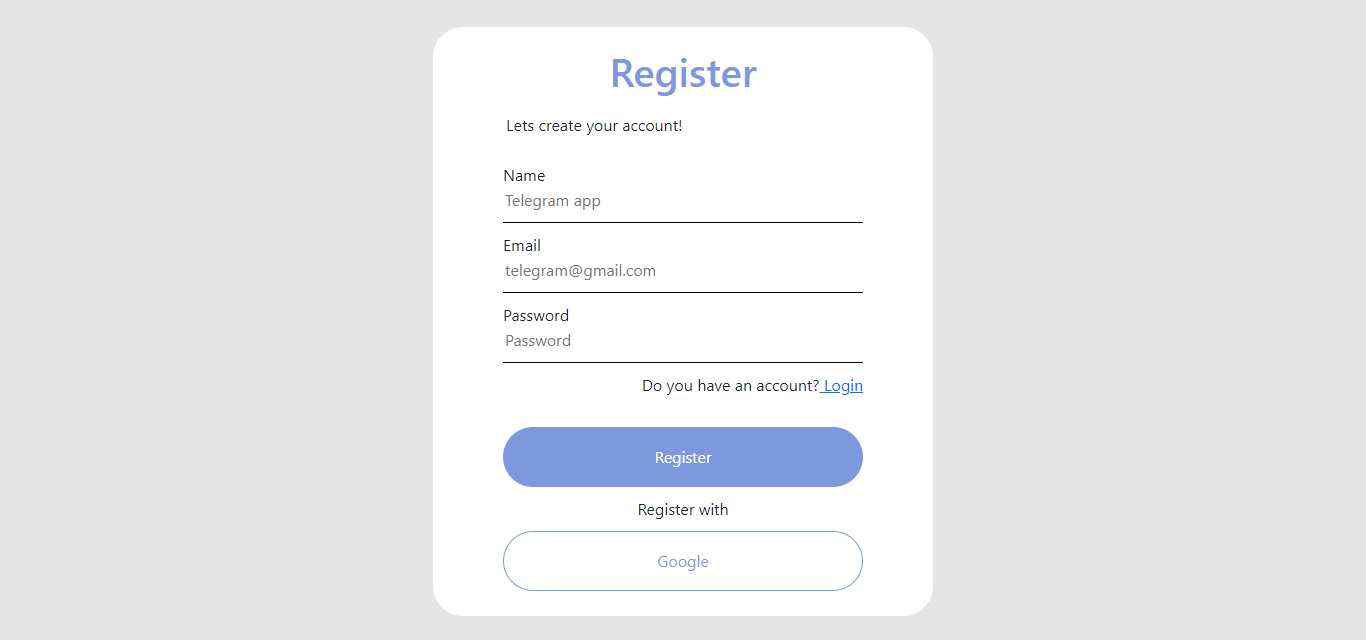 Register
Lets create your account!
Name
Telegram app
Email
telegram@gmail.com
Password
Password
Do you have an account? Login
Register
Register with
Google